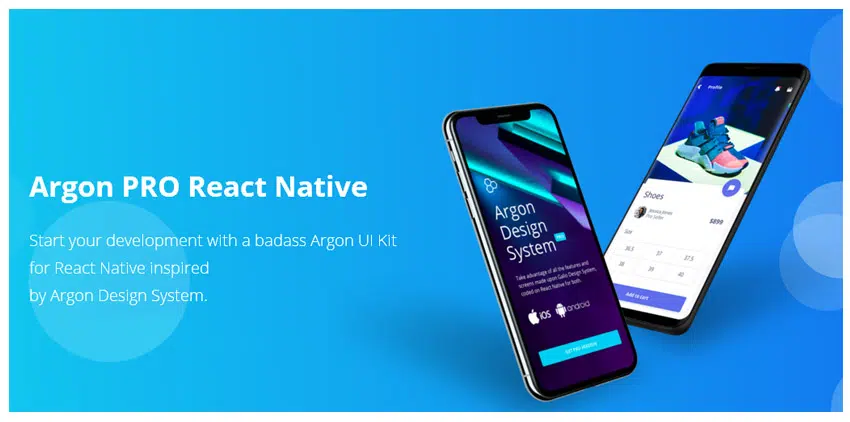 Argon PRO React Native
Start your development with a badass Argon UI Kit
for React Native inspired
by Argon Design System.
Argon
Design
System PRO
Take advantage of all the features and
screens made upon Galio Design System,
coded on React Native for both.
iOS android
Profile
Shoes
Pro Seller
$899
Size
36.5 37 37.5
38 39 40
Add to cart